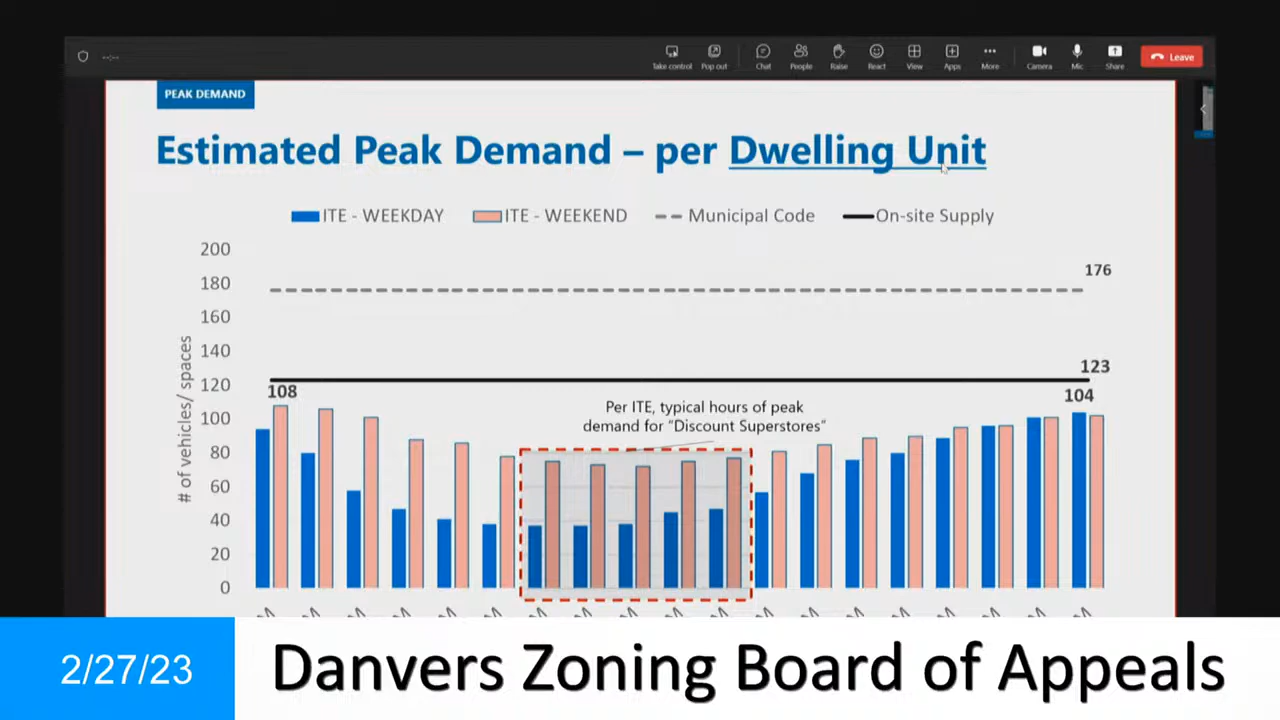 Take control Pop out Chat People Raise React View Apps More Camera Mic Share Leave
PEAK DEMAND
Estimated Peak Demand – per Dwelling Unit
ITE - WEEKDAY ITE - WEEKEND Municipal Code On-site Supply
200
180
160
140
120
100
80
60
40
20
0
# of vehicles/ spaces
176
123
108
104
Per ITE, typical hours of peak
demand for "Discount Superstores"
2/27/23
Danvers Zoning Board of Appeals